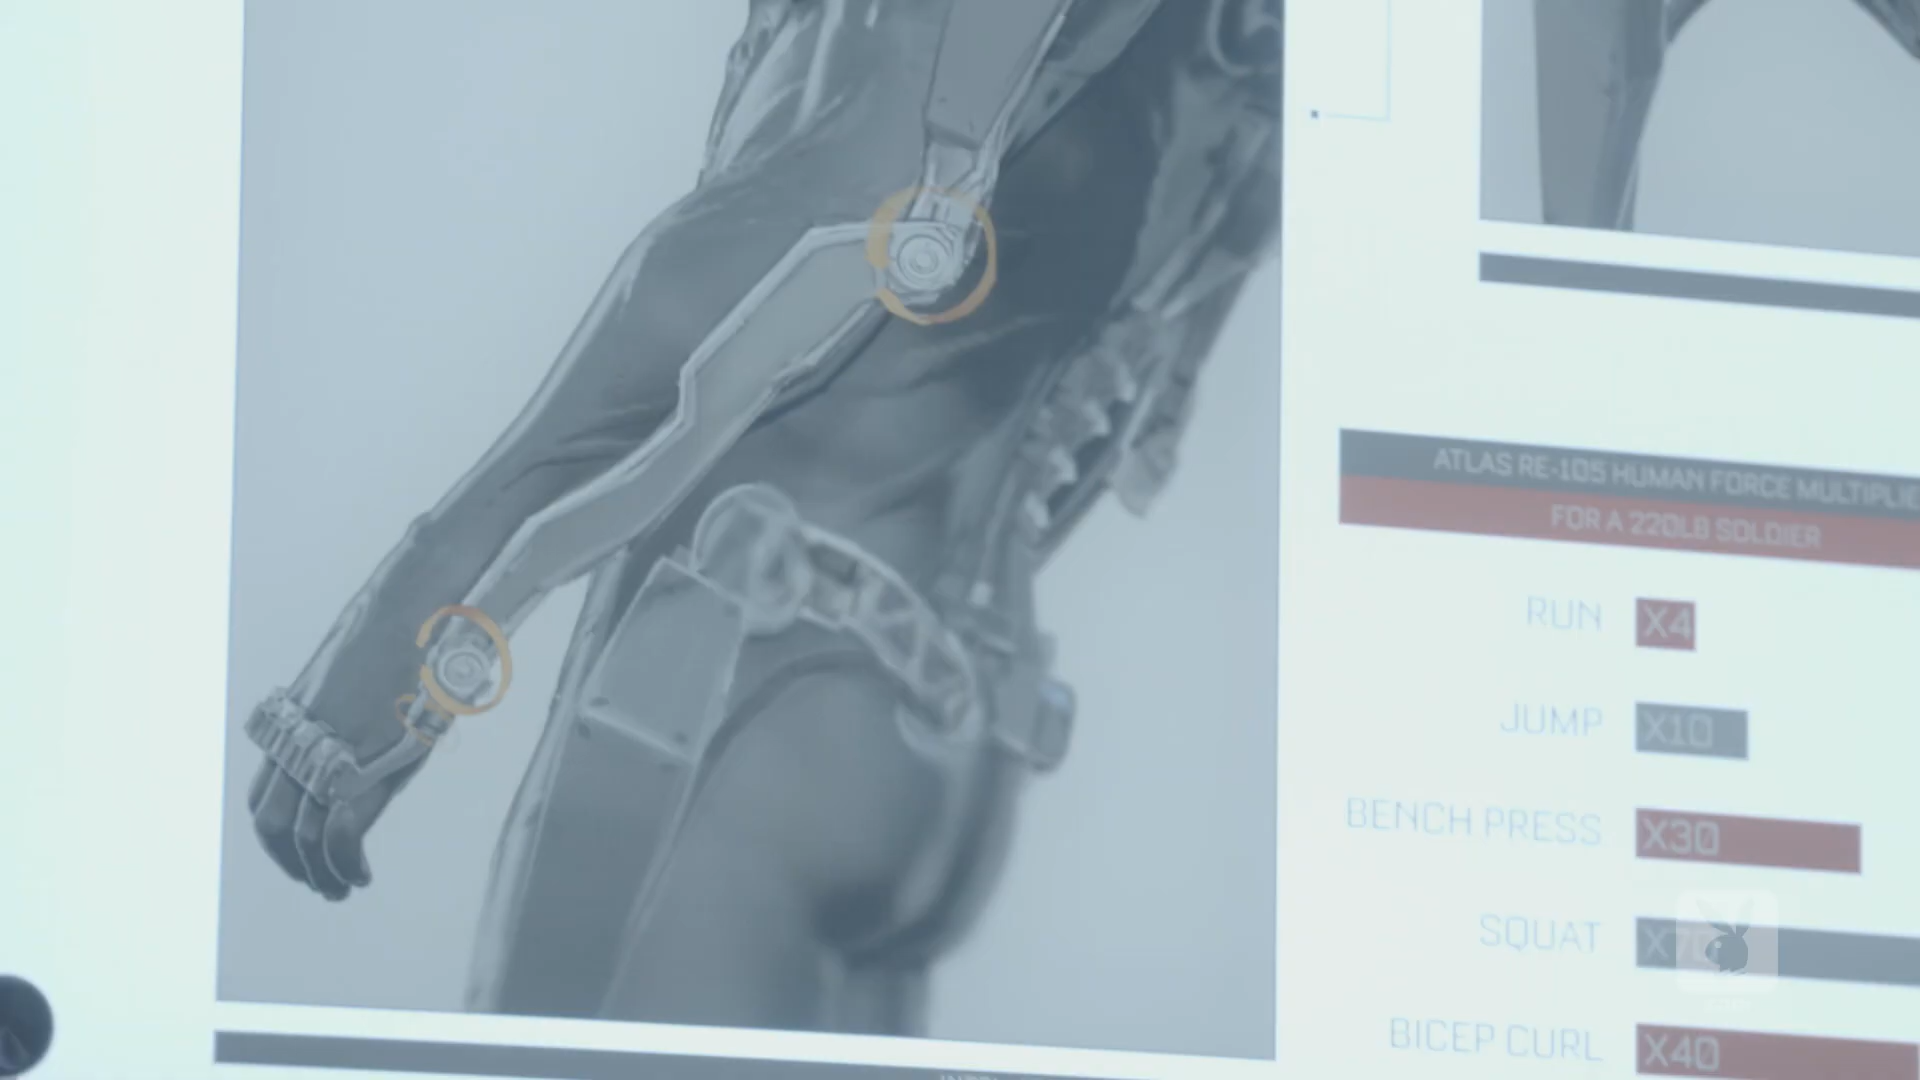 ATLAS RE-105 HUMAN FORCE
FOR A 220LB SOLDIER
RUN X4
JUMP X10
BENCH PRESS X30
SQUAT
BICEP CURL X40